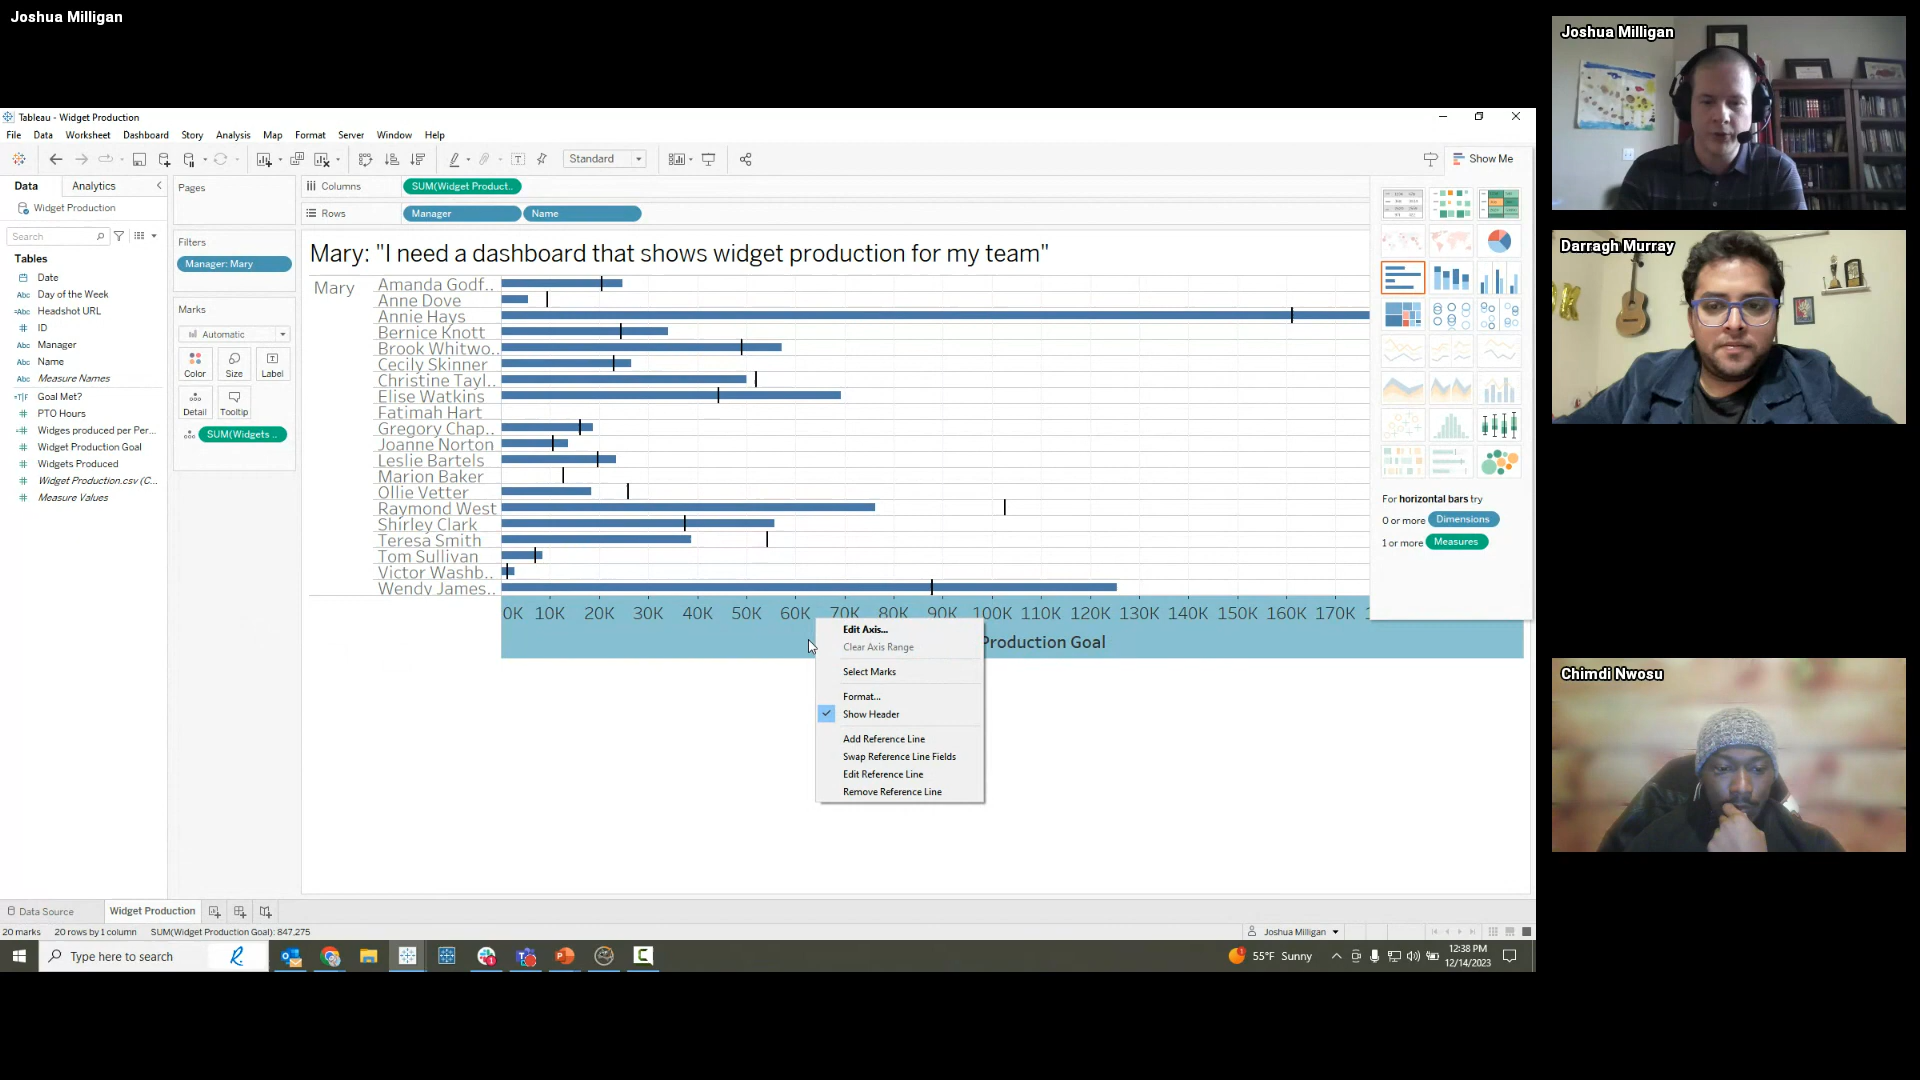 Joshua Milligan
Joshua Milligan
Darragh Murray
Chimdi Nwosu
Tableau - Widget Production
File Data Worksheet Dashboard Story Analysis Map Format Server Window Help
Standard
Show Me
Data Analytics
Widget Production
Search
Tables
Date
Abc Day of the Week
=Abc Headshot URL
ID
Abc Manager
Abc Name
Abc Measure Names
=T|F Goal Met?
PTO Hours
Widges produced per Per...
Widget Production Goal
Widgets Produced
Widget Production.csv (C...
Measure Values
Pages
Filters
Manager: Mary
Marks
Automatic
Color Size Label
Detail Tooltip
SUM(Widgets ..
Columns SUM(Widget Product..
Rows Manager Name
Mary: "I need a dashboard that shows widget production for my team"
Mary
Amanda Godf..
Anne Dove
Annie Hays
Bernice Knott
Brook Whitwo..
Cecily Skinner
Christine Tayl..
Elise Watkins
Fatimah Hart
Gregory Chap..
Joanne Norton
Leslie Bartels
Marion Baker
Ollie Vetter
Raymond West
Shirley Clark
Teresa Smith
Tom Sullivan
Victor Washb..
Wendy James..
0K 10K 20K 30K 40K 50K 60K 70K 80K 90K 100K 110K 120K 130K 140K 150K 160K 170K
Production Goal
Edit Axis...
Clear Axis Range
Select Marks
Format...
Show Header
Add Reference Line
Swap Reference Line Fields
Edit Reference Line
Remove Reference Line
For horizontal bars try
0 or more Dimensions
1 or more Measures
Data Source Widget Production
20 marks 20 rows by 1 column SUM(Widget Production Goal): 847,275
Joshua Milligan
Type here to search
55°F Sunny
12:38 PM
12/14/2023